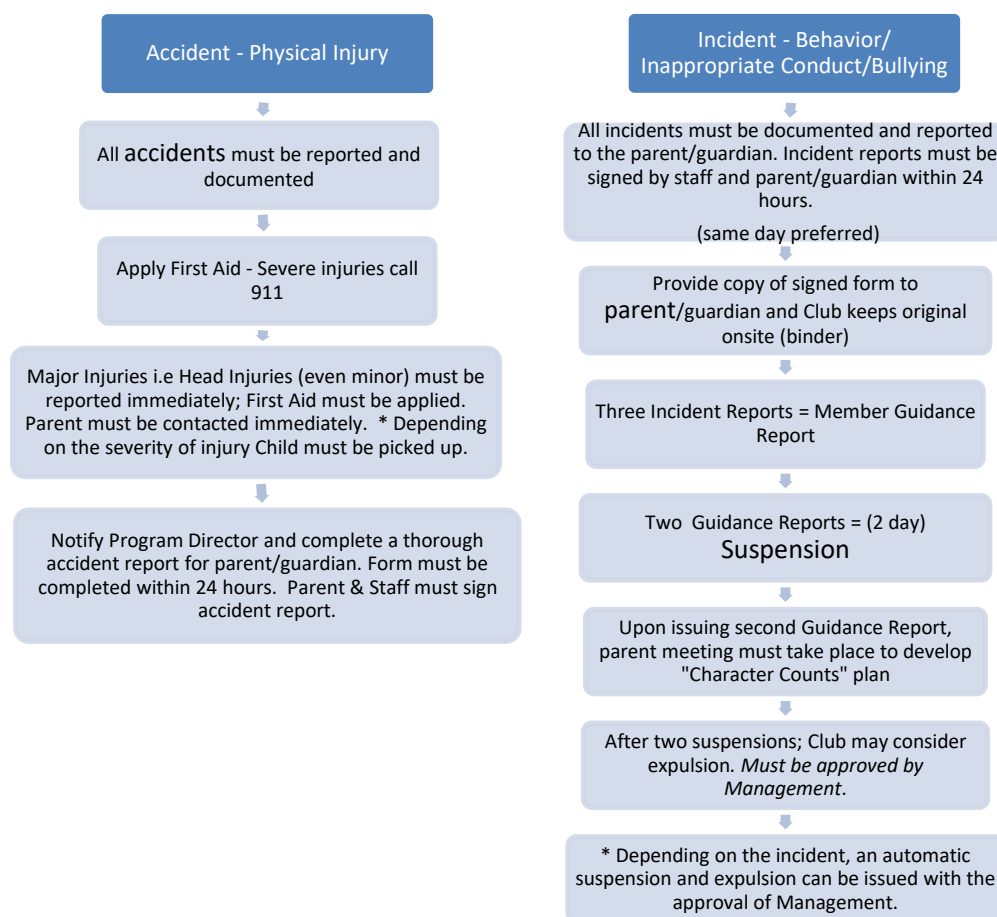 Accident - Physical Injury
All accidents must be reported and
documented
Apply First Aid - Severe injuries call
911
Major Injuries i.e Head Injuries (even minor) must be
reported immediately; First Aid must be applied.
Parent must be contacted immediately.  * Depending
on the severity of injury Child must be picked up.
Notify Program Director and complete a thorough
accident report for parent/guardian. Form must be
completed within 24 hours.  Parent & Staff must sign
accident report.
Incident - Behavior/
Inappropriate Conduct/Bullying
All incidents must be documented and reported
to the parent/guardian. Incident reports must be
signed by staff and parent/guardian within 24
hours.
(same day preferred)
Provide copy of signed form to
parent/guardian and Club keeps original
onsite (binder)
Three Incident Reports = Member Guidance
Report
Two  Guidance Reports = (2 day)
Suspension
Upon issuing second Guidance Report,
parent meeting must take place to develop
"Character Counts" plan
After two suspensions; Club may consider
expulsion. Must be approved by
Management.
* Depending on the incident, an automatic
suspension and expulsion can be issued with the
approval of Management.